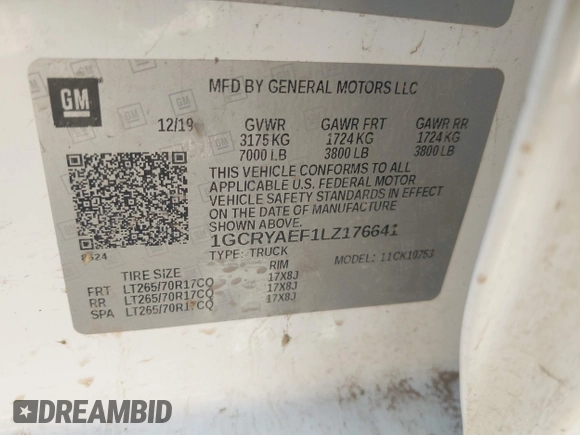 MFD BY GENERAL MOTORS LLC
GM
12/19 GVWR GAWR FRT GAWR RR
3175 KG 1724 KG 1724 KG
7000 LB 3800 LB 3800 LB
THIS VEHICLE CONFORMS TO ALL
APPLICABLE U.S. FEDERAL MOTOR
VEHICLE SAFETY STANDARDS IN EFFECT
ON THE DATE OF MANUFACTURE
SHOWN ABOVE.
1GCRYAEF1LZ176641
8424
TYPE: TRUCK MODEL: 11CK10753
TIRE SIZE RIM
FRT LT265/70R17CQ 17X8J
RR LT265/70R17CQ 17X8J
SPA LT265/70R17CQ 17X8J
DREAMBID